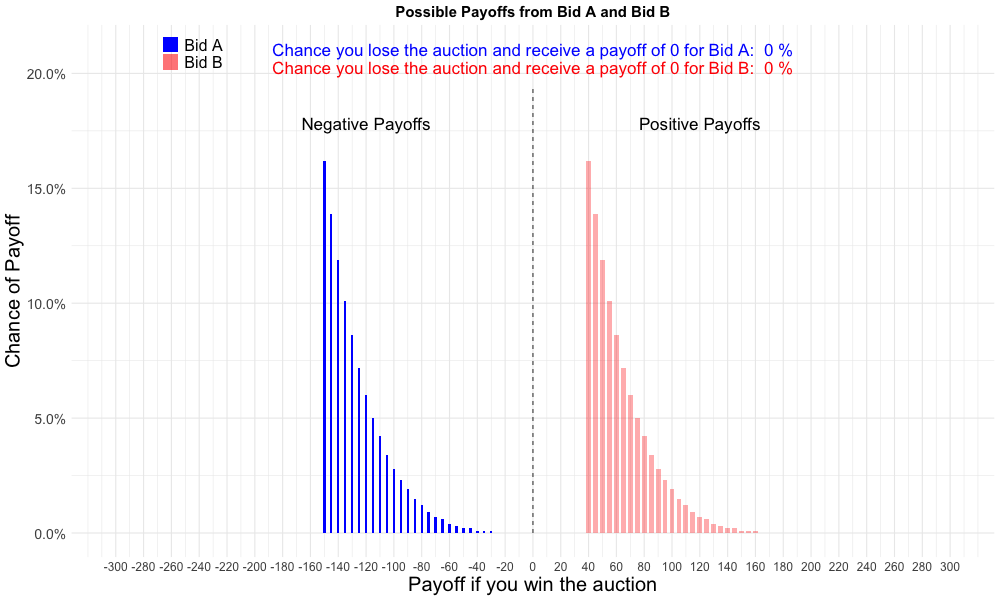 Possible Payoffs from Bid A and Bid B
Bid A
Bid B
Chance you lose the auction and receive a payoff of 0 for Bid A:  0 %
Chance you lose the auction and receive a payoff of 0 for Bid B:  0 %
Negative Payoffs
Positive Payoffs
Chance of Payoff
20.0%
15.0%
10.0%
5.0%
0.0%
-300 -280 -260 -240 -220 -200 -180 -160 -140 -120 -100 -80 -60 -40 -20 0 20 40 60 80 100 120 140 160 180 200 220 240 260 280 300
Payoff if you win the auction